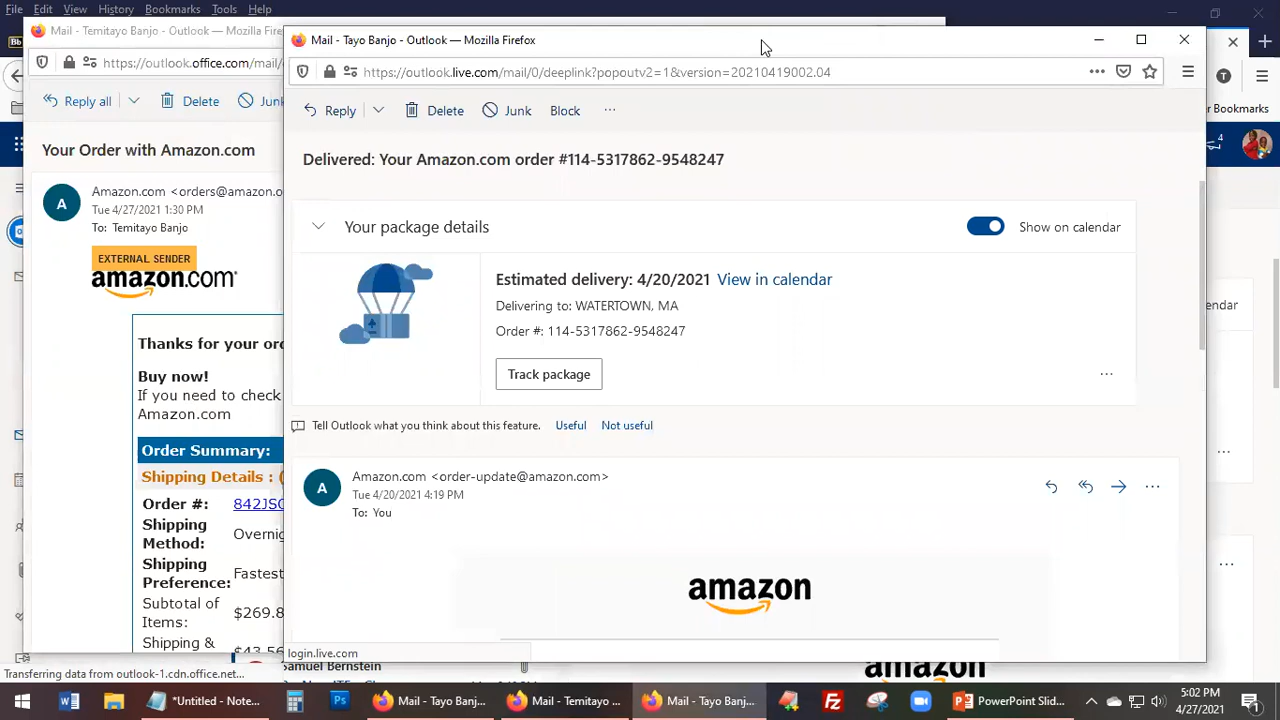 File Edit View History Bookmarks Tools Help
Mail - Temitayo Banjo - Outlook — Mozilla Firefox
https://outlook.office.com/mail/
Reply all Delete Junk
Your Order with Amazon.com
A
Amazon.com <orders@amazon.o
Tue 4/27/2021 1:30 PM
To: Temitayo Banjo
EXTERNAL SENDER
amazon.com
Thanks for your ord
Buy now!
If you need to check
Amazon.com
Order Summary:
Shipping Details : (
Order #: 842JS
Shipping
Method: Overnig
Shipping
Preference: Fastest
Subtotal of
Items: $269.8
Shipping & $43.56
Mail - Tayo Banjo - Outlook — Mozilla Firefox
https://outlook.live.com/mail/0/deeplink?popoutv2=1&version=20210419002.04
Reply Delete Junk Block ...
Delivered: Your Amazon.com order #114-5317862-9548247
Your package details Show on calendar
Estimated delivery: 4/20/2021 View in calendar
Delivering to: WATERTOWN, MA
Order #: 114-5317862-9548247
Track package
Tell Outlook what you think about this feature. Useful Not useful
A
Amazon.com <order-update@amazon.com>
Tue 4/20/2021 4:19 PM
To: You
amazon
login.live.com
T
er Bookmarks
4
endar
Transferring data from outlook-1.cdn.office.net...
Samuel Bernstein
amazon
*Untitled - Note... Mail - Tayo Banj... Mail - Temitayo ... Mail - Tayo Banj... PowerPoint Slid... 5:02 PM
4/27/2021